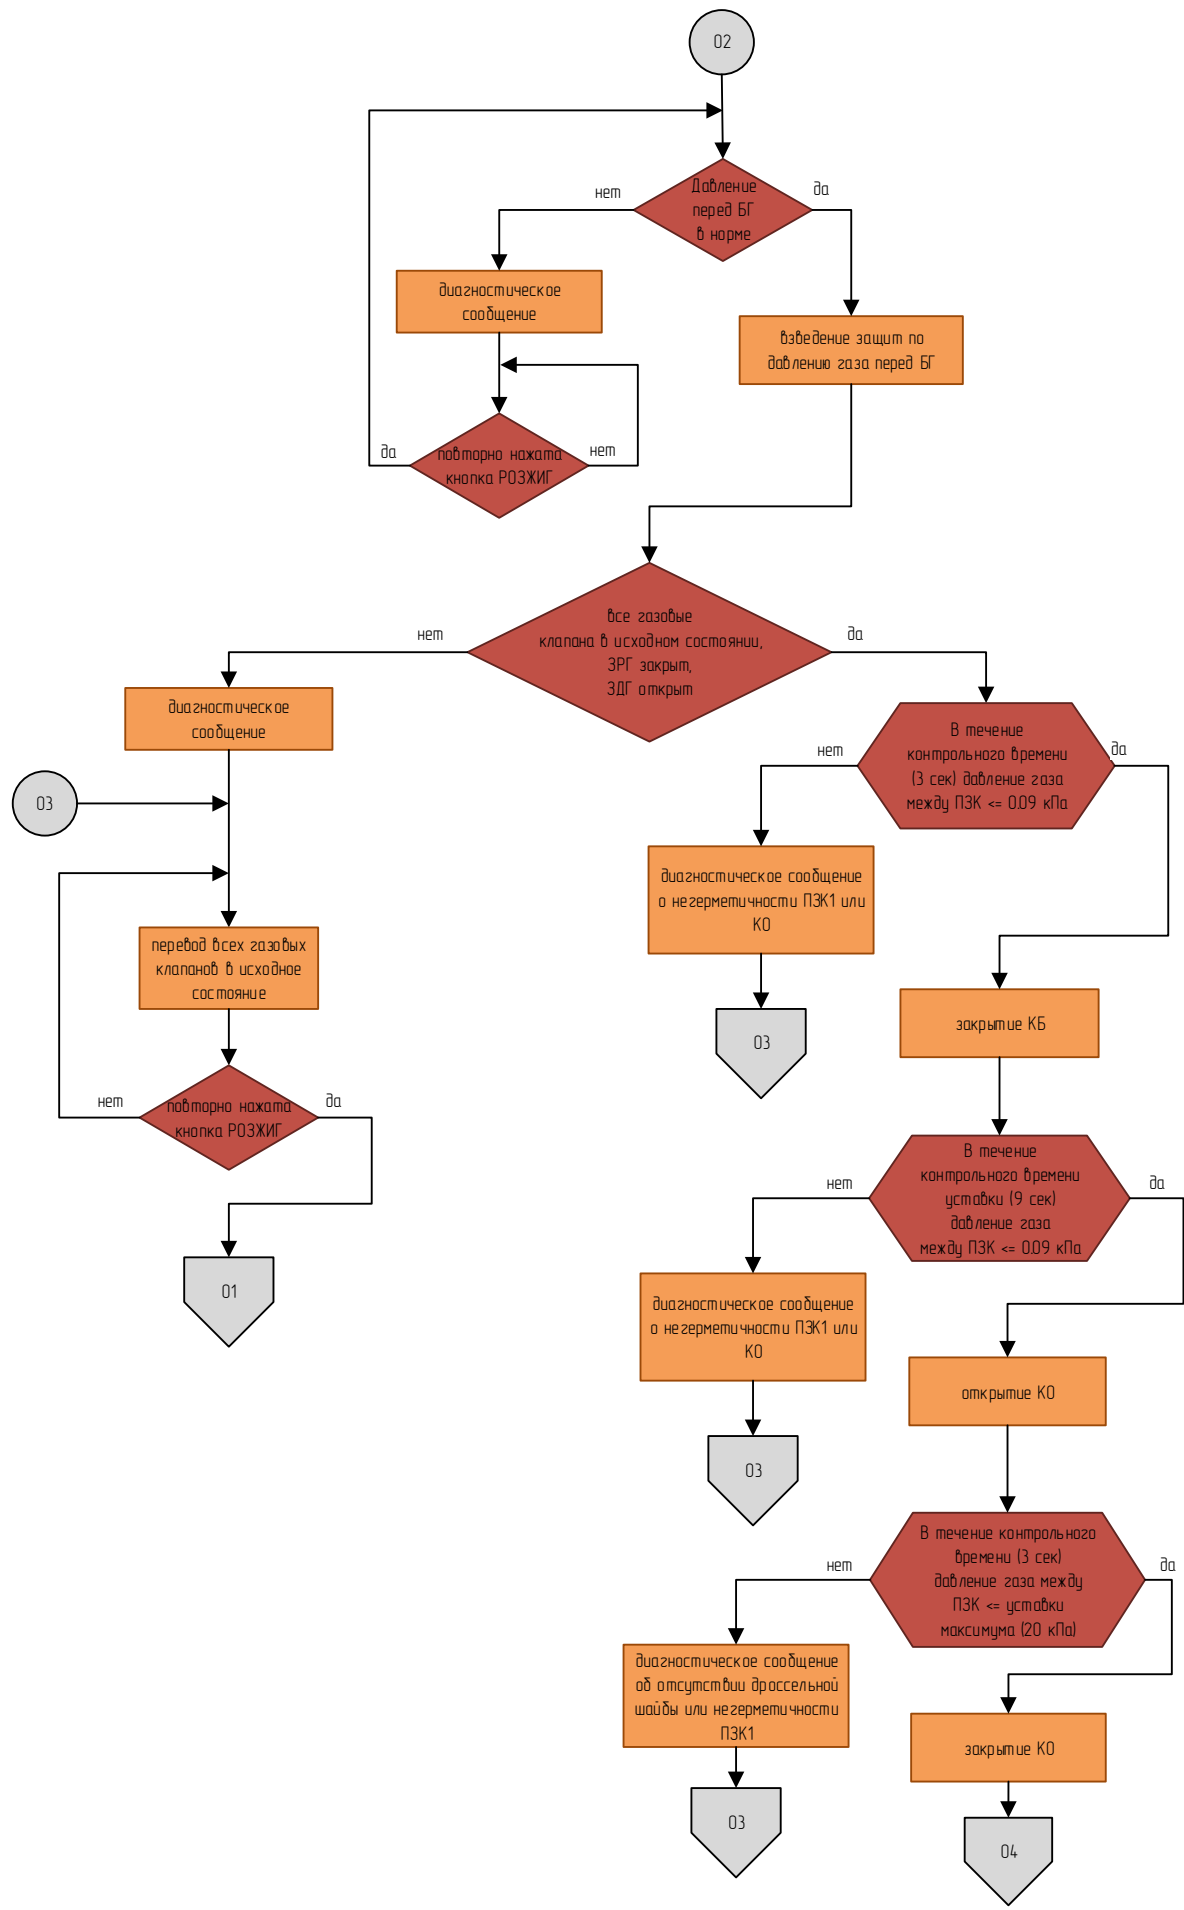 02
нет
да
Давление
перед БГ
в норме
диагностическое
сообщение
взведение защит по
давлению газа перед БГ
да
повторно нажата
кнопка РОЗЖИГ
нет
нет
да
все газовые
клапана в исходном состоянии,
ЗРГ закрыт,
ЗДГ открыт
диагностическое
сообщение
03
нет
да
В течение
контрольного времени
(3 сек) давление газа
между ПЗК <= 0.09 кПа
диагностическое сообщение
о негерметичности ПЗК1 или
КО
03
перевод всех газовых
клапанов в исходное
состояние
закрытие КБ
нет
да
повторно нажата
кнопка РОЗЖИГ
01
нет
да
В течение
контрольного времени
уставки (9 сек)
давление газа
между ПЗК <= 0.09 кПа
диагностическое сообщение
о негерметичности ПЗК1 или
КО
03
открытие КО
нет
да
В течение контрольного
времени (3 сек)
давление газа между
ПЗК <= уставки
максимума (20 кПа)
диагностическое сообщение
об отсутствии дроссельной
шайбы или негерметичности
ПЗК1
03
закрытие КО
04